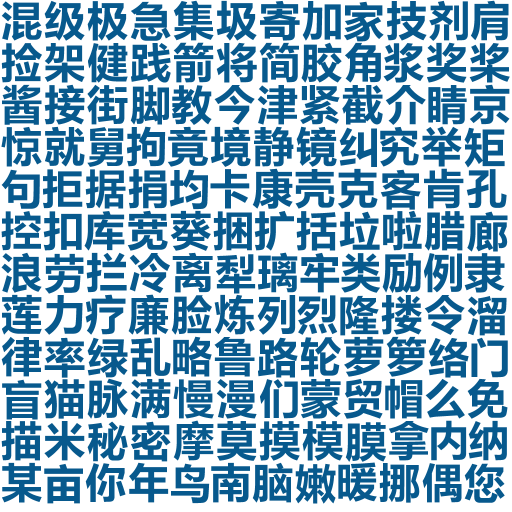 混级极急集圾寄加家技剂肩
捡架健践箭将简胶角浆奖桨
酱接街脚教今津紧截介睛京
惊就舅拘竟境静镜纠究举矩
句拒据捐均卡康壳克客肯孔
控扣库宽葵捆扩括垃啦腊廊
浪劳拦冷离犁璃牢类励例隶
莲力疗廉脸炼列烈隆搂令溜
律率绿乱略鲁路轮萝箩络门
盲猫脉满慢漫们蒙贸帽么免
描米秘密摩莫摸模膜拿内纳
某亩你年鸟南脑嫩暖挪偶您